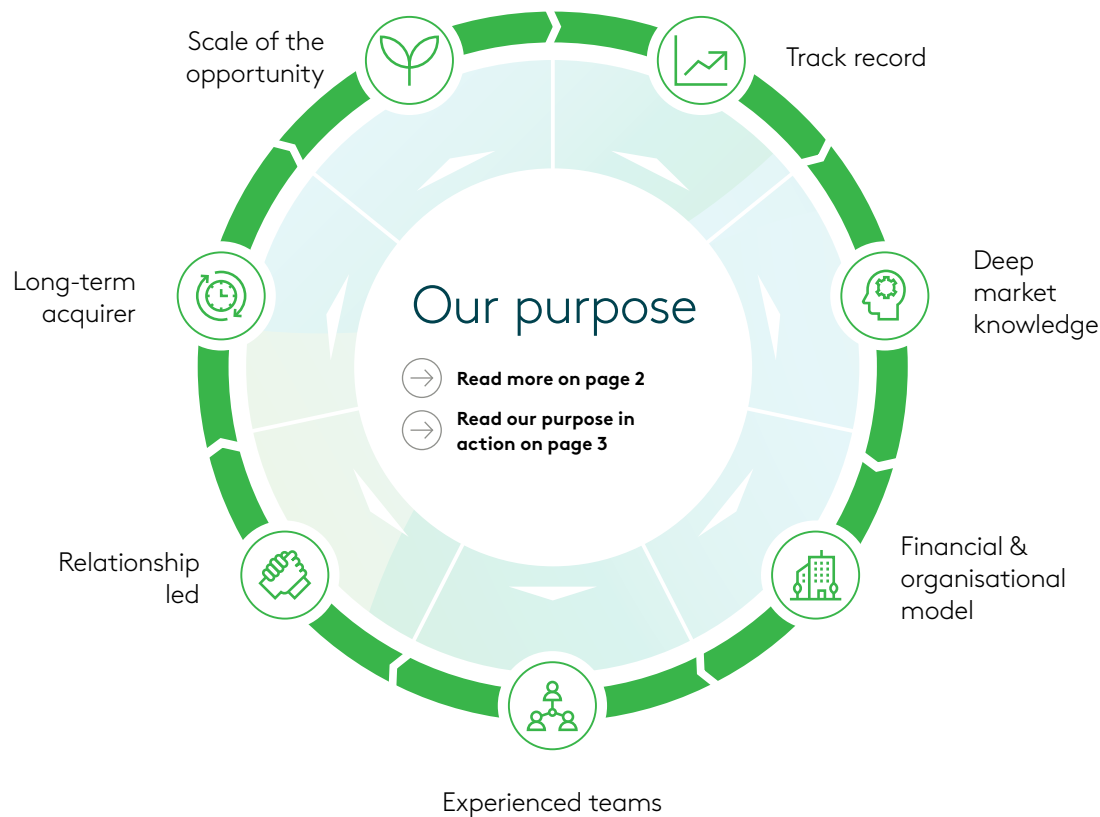 Scale of the
opportunity
Track record
Deep
market
knowledge
Financial &
organisational
model
Experienced teams
Relationship
led
Long-term
acquirer
Our purpose
Read more on page 2
Read our purpose in
action on page 3